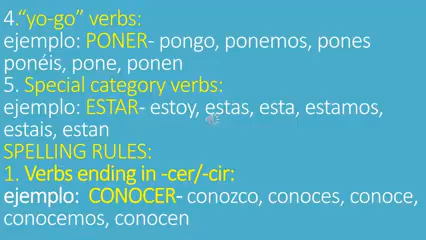 4.“yo-go” verbs:
ejemplo: PONER- pongo, ponemos, pones
ponéis, pone, ponen
5. Special category verbs:
ejemplo: ESTAR- estoy, estas, esta, estamos,
estais, estan
SPELLING RULES:
1. Verbs ending in -cer/-cir:
ejemplo:  CONOCER- conozco, conoces, conoce,
conocemos, conocen